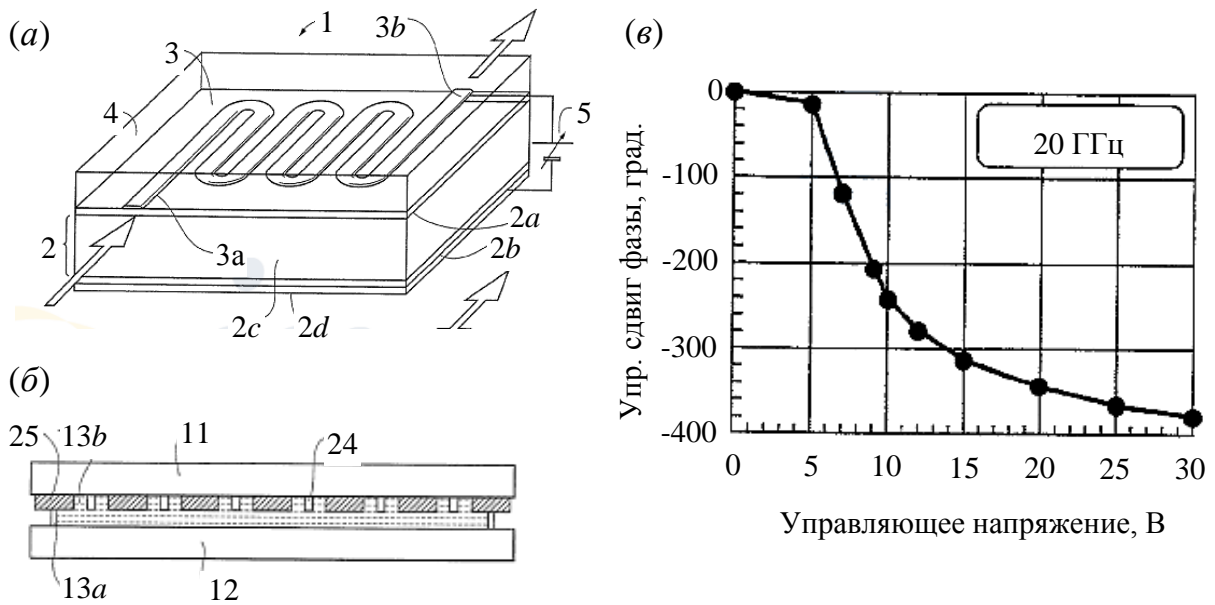 (а)
1
3b
3
4
5
2a
2
3а
2b
2c
2d
(б)
25
13b
11
24
13a
12
(в)
20 ГГц
Упр. сдвиг фазы, град.
0
-100
-200
-300
-400
0 5 10 15 20 25 30
Управляющее напряжение, В